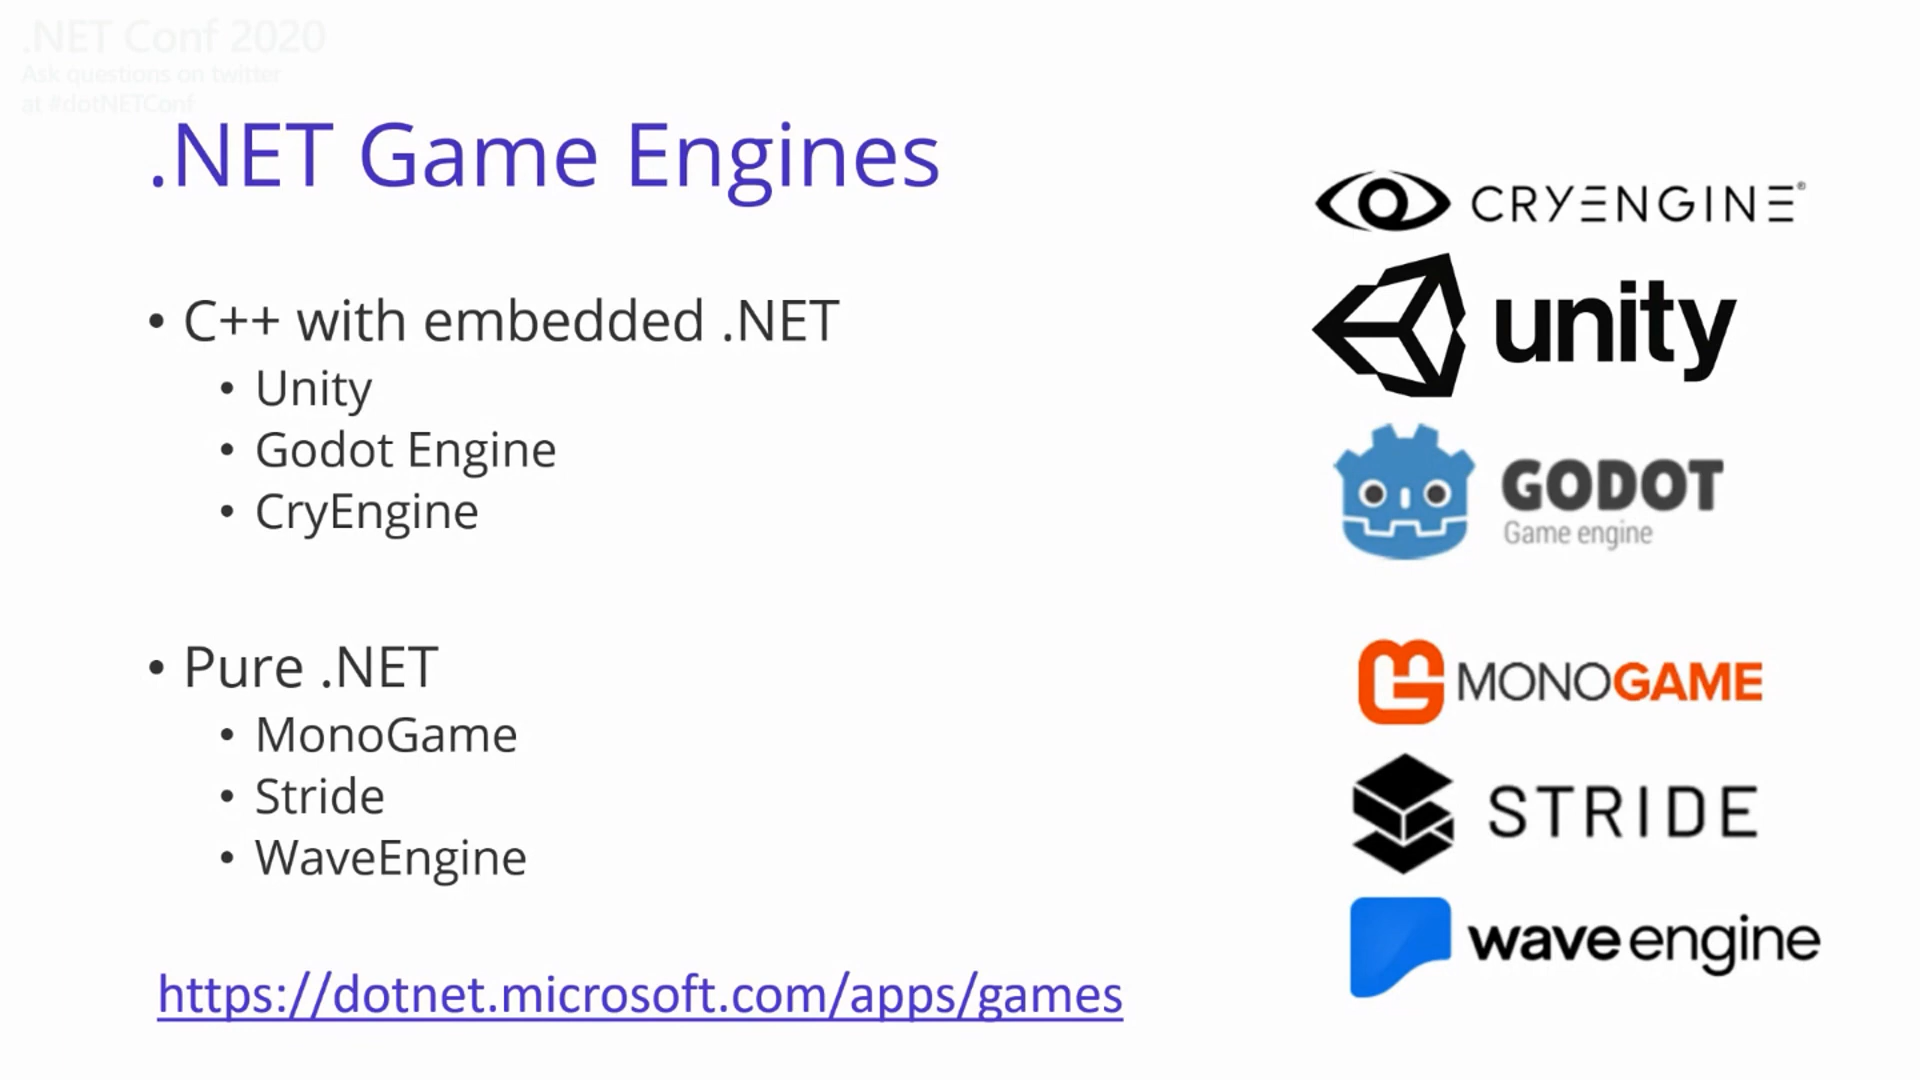 .NET Conf 2020
Ask questions on twitter
at #dotNETConf
.NET Game Engines
• C++ with embedded .NET
• Unity
• Godot Engine
• CryEngine
• Pure .NET
• MonoGame
• Stride
• WaveEngine
https://dotnet.microsoft.com/apps/games
CRYENGINE®
unity
GODOT
Game engine
MONOGAME
STRIDE
wave engine